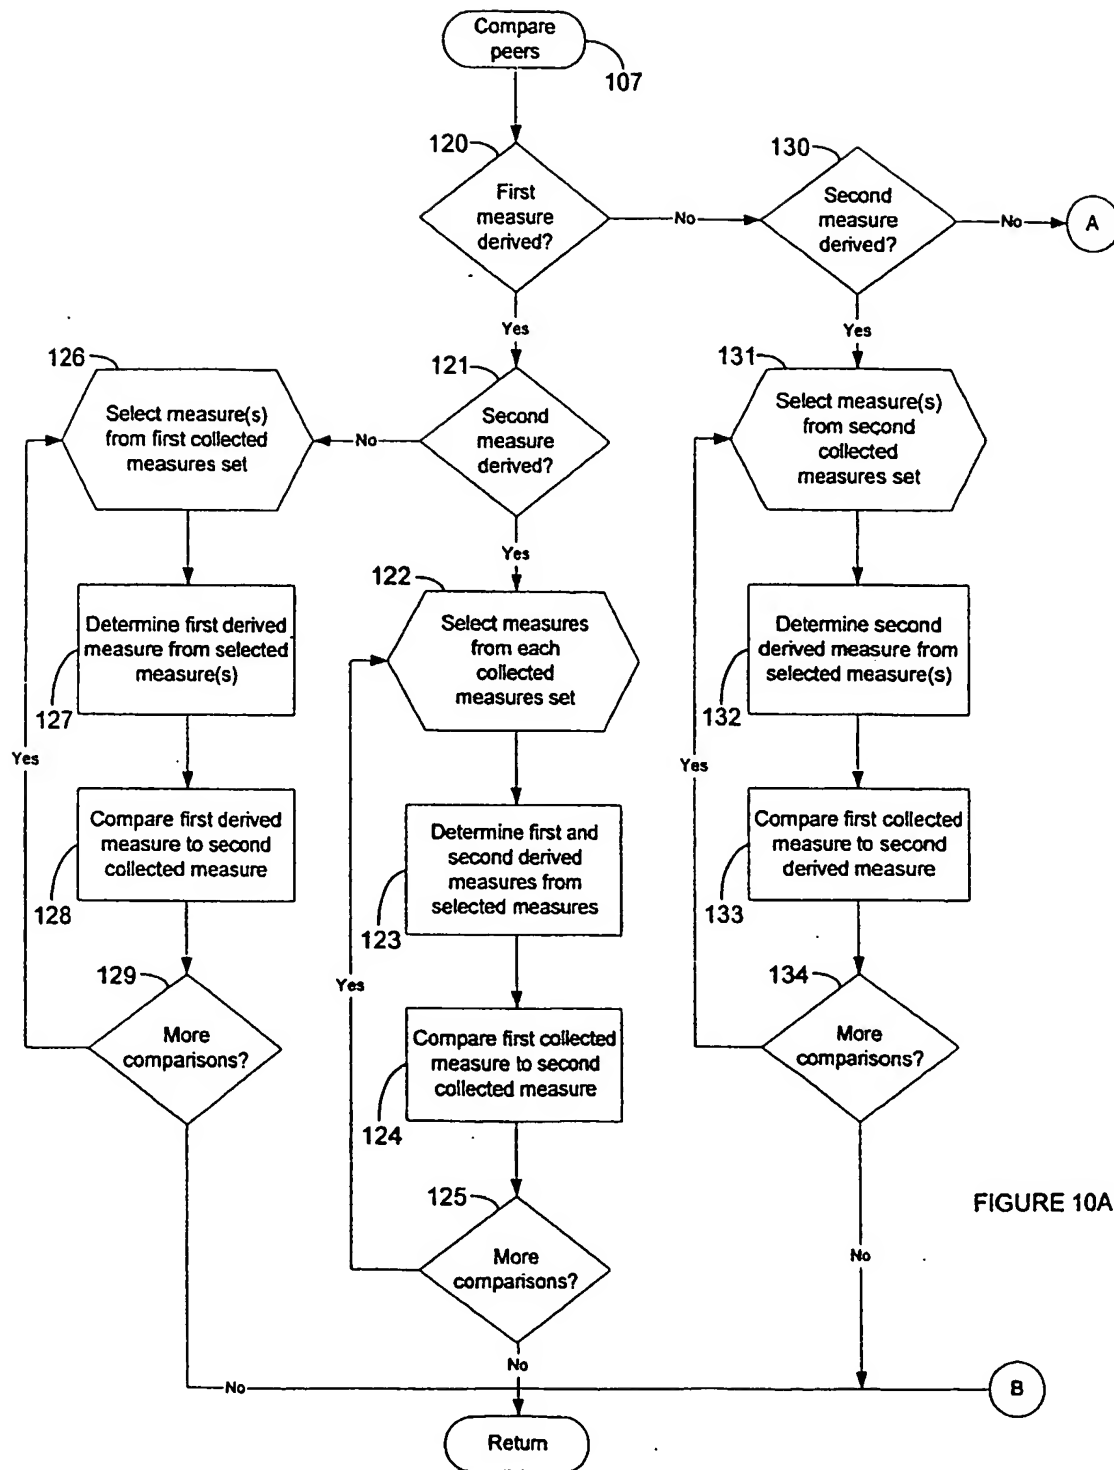 Compare
peers
107
120
First
measure
derived?
No
130
Second
measure
derived?
No
A
Yes
Yes
126
Select measure(s)
from first collected
measures set
No
121
Second
measure
derived?
131
Select measure(s)
from second
collected
measures set
Yes
127
Determine first derived
measure from selected
measure(s)
122
Select measures
from each
collected
measures set
132
Determine second
derived measure from
selected measure(s)
Yes
Yes
128
Compare first derived
measure to second
collected measure
123
Determine first and
second derived
measures from
selected measures
133
Compare first collected
measure to second
derived measure
129
More
comparisons?
Yes
124
Compare first collected
measure to second
collected measure
134
More
comparisons?
125
More
comparisons?
FIGURE 10A
No
No
No
B
Return